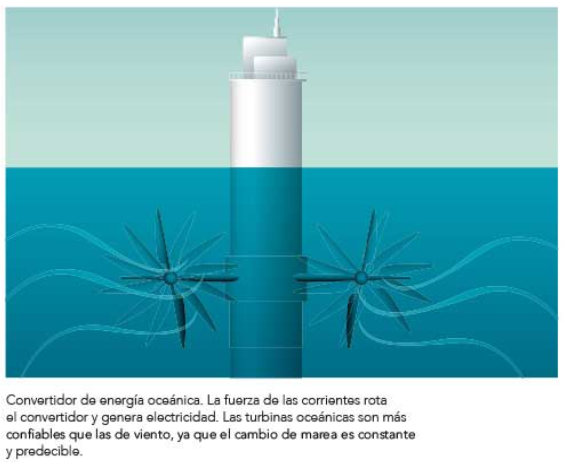 Convertidor de energía oceánica. La fuerza de las corrientes rota
el convertidor y genera electricidad. Las turbinas oceánicas son más
confiables que las de viento, ya que el cambio de marea es constante
y predecible.